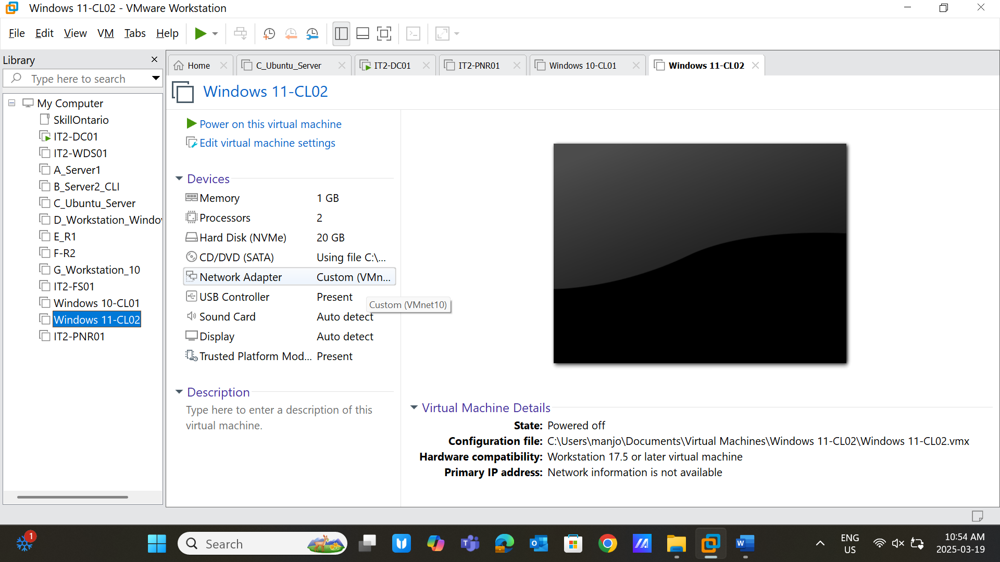 Windows 11-CL02 - VMware Workstation
File Edit View VM Tabs Help
Library
Type here to search
My Computer
SkillOntario
IT2-DC01
IT2-WDS01
A_Server1
B_Server2_CLI
C_Ubuntu_Server
D_Workstation_Windov
E_R1
F-R2
G_Workstation_10
IT2-FS01
Windows 10-CL01
Windows 11-CL02
IT2-PNR01
Home C_Ubuntu_Server IT2-DC01 IT2-PNR01 Windows 10-CL01 Windows 11-CL02
Windows 11-CL02
Power on this virtual machine
Edit virtual machine settings
Devices
Memory 1 GB
Processors 2
Hard Disk (NVMe) 20 GB
CD/DVD (SATA) Using file C:\...
Network Adapter Custom (VMn...
USB Controller Present
Custom (VMnet10)
Sound Card Auto detect
Display Auto detect
Trusted Platform Mod... Present
Description
Type here to enter a description of this
virtual machine.
Virtual Machine Details
State: Powered off
Configuration file: C:\Users\manjo\Documents\Virtual Machines\Windows 11-CL02\Windows 11-CL02.vmx
Hardware compatibility: Workstation 17.5 or later virtual machine
Primary IP address: Network information is not available
1
Search
ENG
US
10:54 AM
2025-03-19